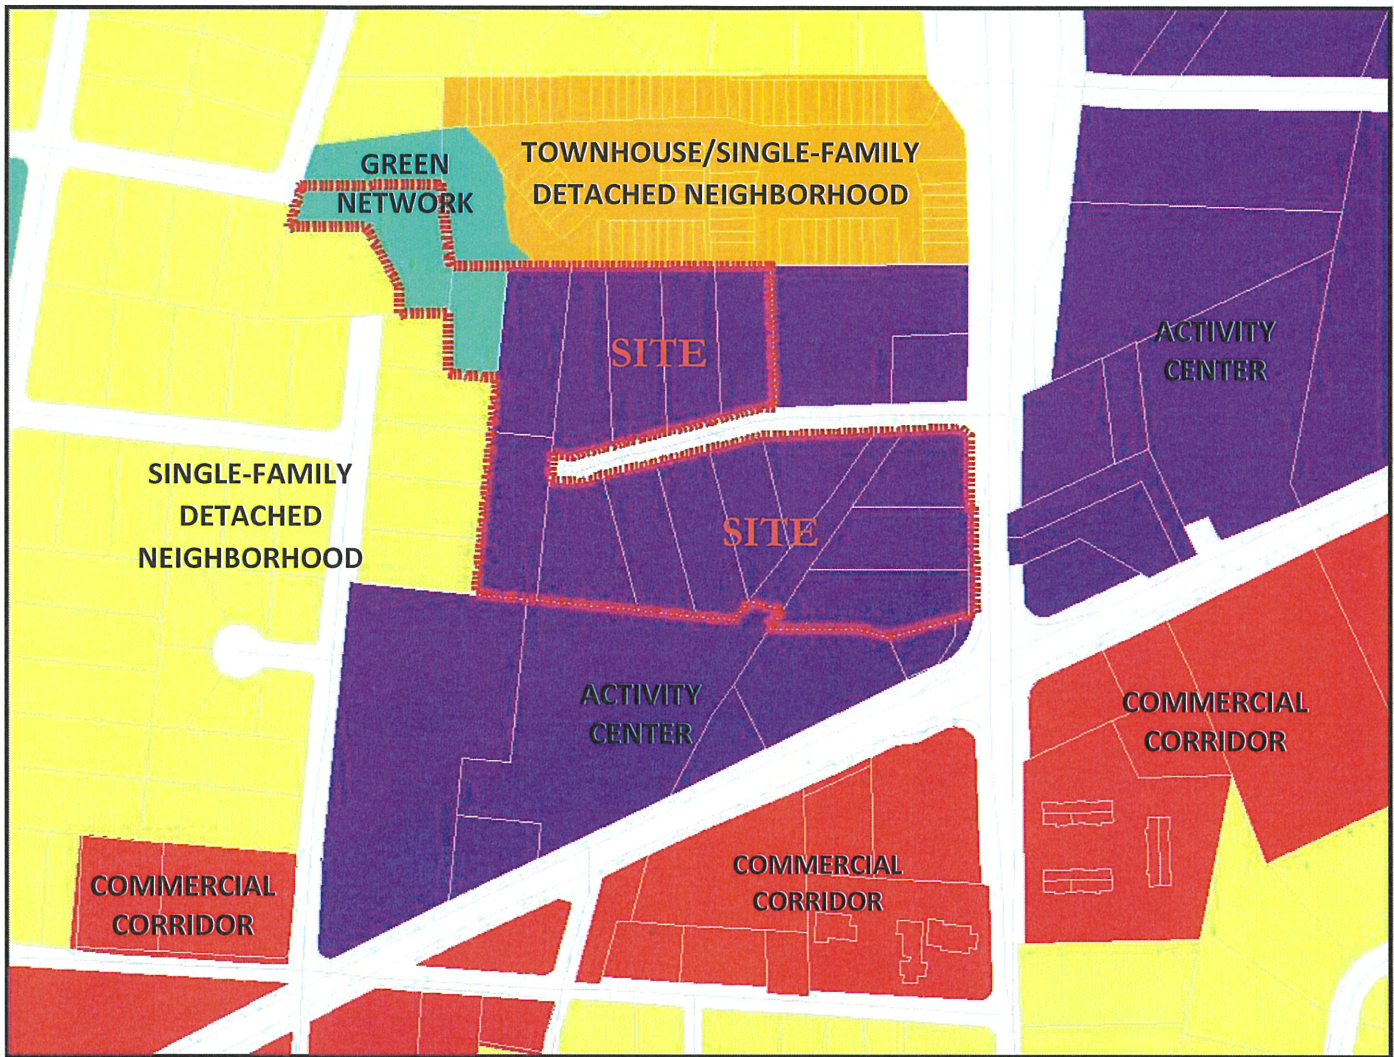 GREEN
NETWORK
TOWNHOUSE/SINGLE-FAMILY
DETACHED NEIGHBORHOOD
SITE
ACTIVITY
CENTER
SINGLE-FAMILY
DETACHED
NEIGHBORHOOD
SITE
ACTIVITY
CENTER
COMMERCIAL
CORRIDOR
COMMERCIAL
CORRIDOR
COMMERCIAL
CORRIDOR